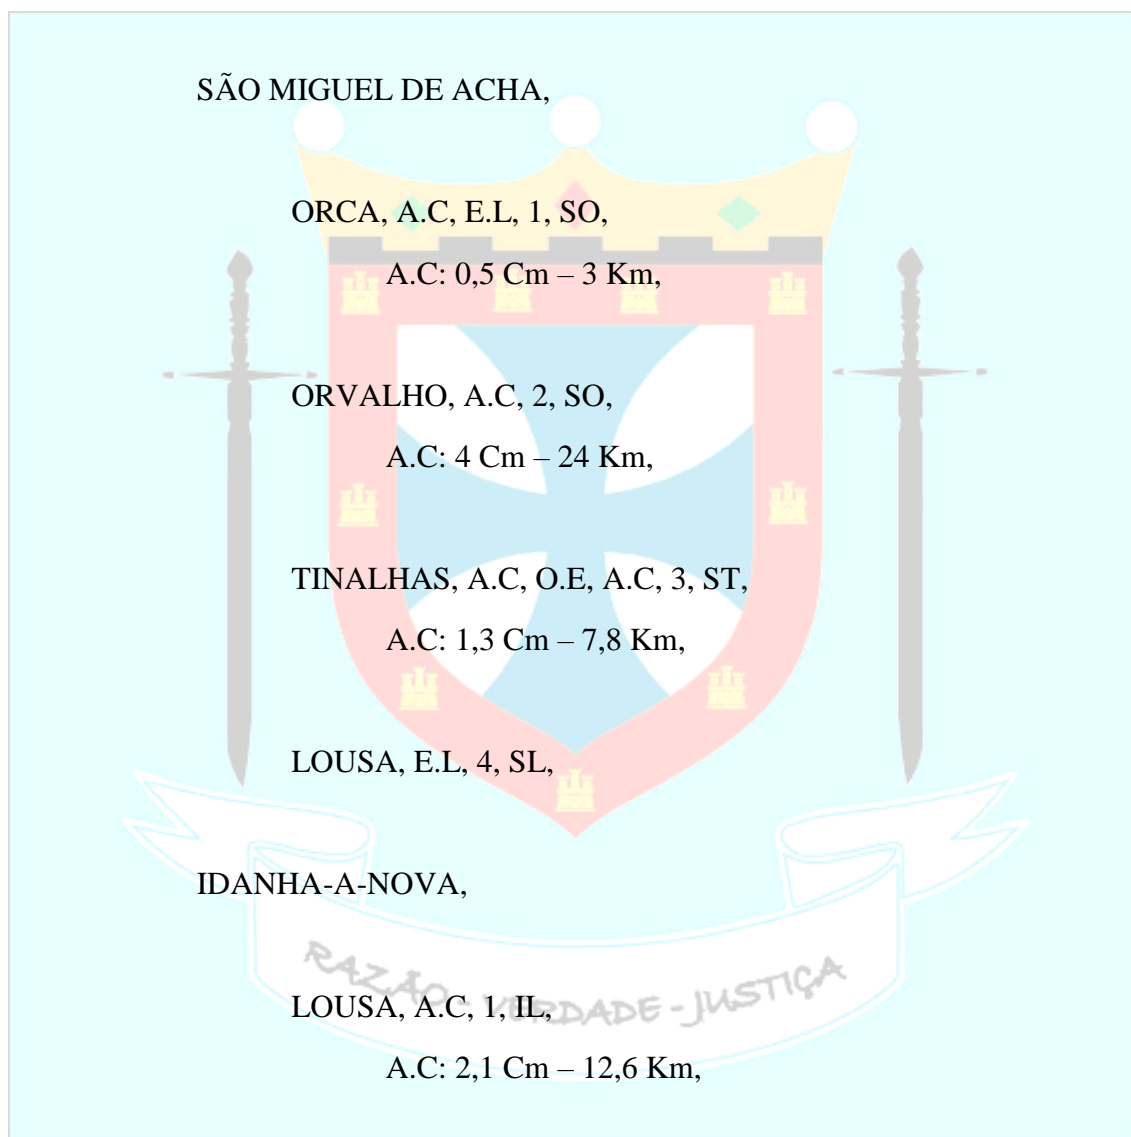 SÃO MIGUEL DE ACHA,
ORCA, A.C, E.L, 1, SO,
A.C: 0,5 Cm – 3 Km,
ORVALHO, A.C, 2, SO,
A.C: 4 Cm – 24 Km,
TINALHAS, A.C, O.E, A.C, 3, ST,
A.C: 1,3 Cm – 7,8 Km,
LOUSA, E.L, 4, SL,
IDANHA-A-NOVA,
RAZÃO - VERDADE - JUSTIÇA
LOUSA, A.C, 1, IL,
A.C: 2,1 Cm – 12,6 Km,